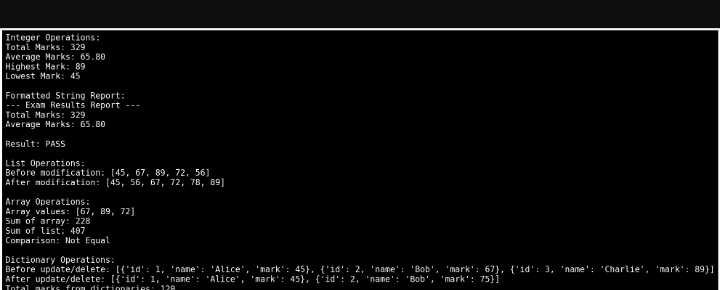 Integer Operations:
Total Marks: 329
Average Marks: 65.80
Highest Mark: 89
Lowest Mark: 45
Formatted String Report:
--- Exam Results Report ---
Total Marks: 329
Average Marks: 65.80
Result: PASS
List Operations:
Before modification: [45, 67, 89, 72, 56]
After modification: [45, 56, 67, 72, 78, 89]
Array Operations:
Array values: [67, 89, 72]
Sum of array: 228
Sum of list: 407
Comparison: Not Equal
Dictionary Operations:
Before update/delete: [{'id': 1, 'name': 'Alice', 'mark': 45}, {'id': 2, 'name': 'Bob', 'mark': 67}, {'id': 3, 'name': 'Charlie', 'mark': 89}]
After update/delete: [{'id': 1, 'name': 'Alice', 'mark': 45}, {'id': 2, 'name': 'Bob', 'mark': 75}]
Total marks from dictionaries: 120